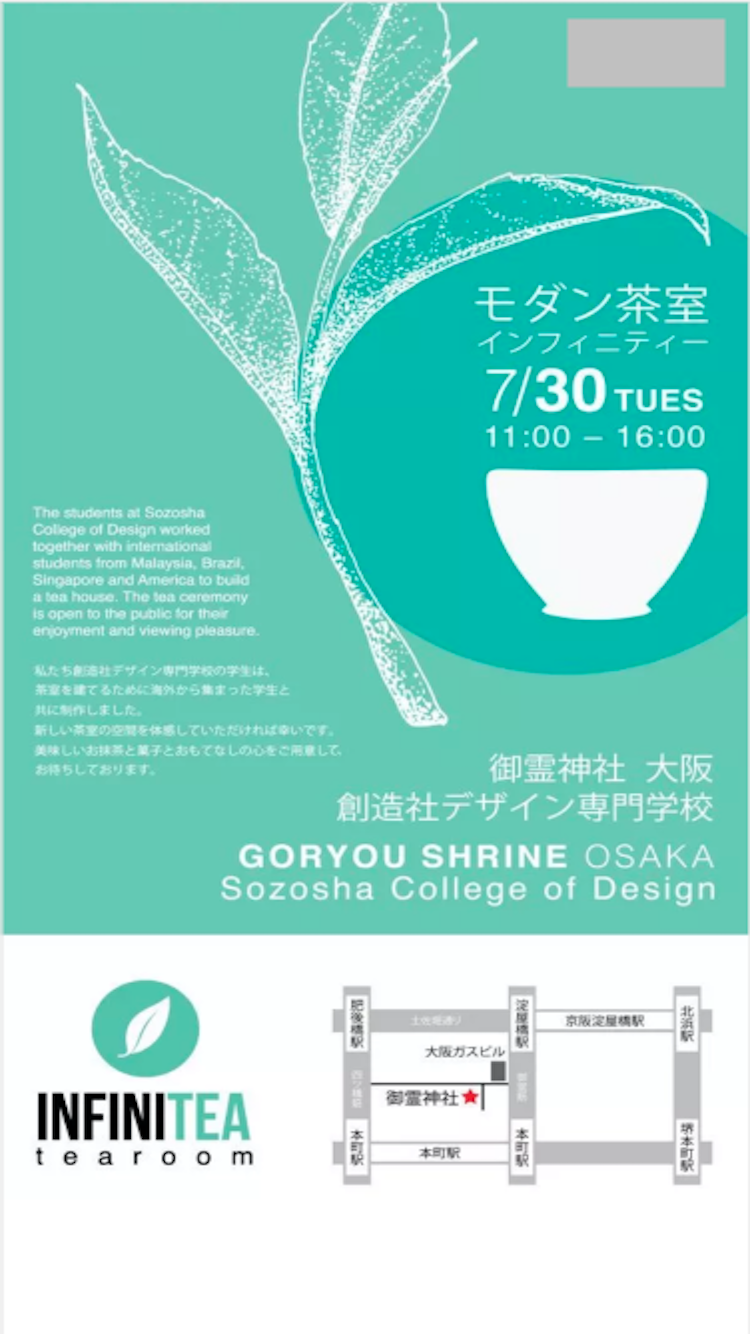 モダン茶室
インフィニティー
7/30 TUES
11:00 – 16:00
The students at Sozosha
College of Design worked
together with international
students from Malaysia, Brazil,
Singapore and America to build
a tea house. The tea ceremony
is open to the public for their
enjoyment and viewing pleasure.
私たち創造社デザイン専門学校の学生は、
茶室を建てるために海外から集まった学生と
共に制作しました。
新しい茶室の空間を体感していただければ幸いです。
美味しいお抹茶と菓子とおもてなしの心をご用意して、
お待ちしております。
御霊神社 大阪
創造社デザイン専門学校
GORYOU SHRINE OSAKA
Sozosha College of Design
INFINITEA
tearoom
肥後橋駅
土佐堀通り
淀屋橋駅
京阪淀屋橋駅
北浜駅
大阪ガスビル
四ツ橋筋
御堂筋
御霊神社
本町駅
本町駅
本町駅
堺本町駅